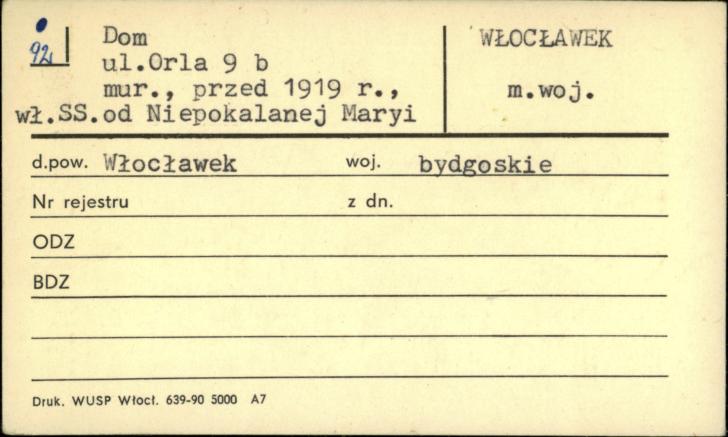 92
Dom
ul.Orla 9 b
mur., przed 1919 r.,
wł.SS.od Niepokalanej Maryi
WŁOCŁAWEK
m.woj.
d.pow. Włocławek woj. bydgoskie
Nr rejestru z dn.
ODZ
BDZ
Druk. WUSP Włocł. 639-90 5000 A7